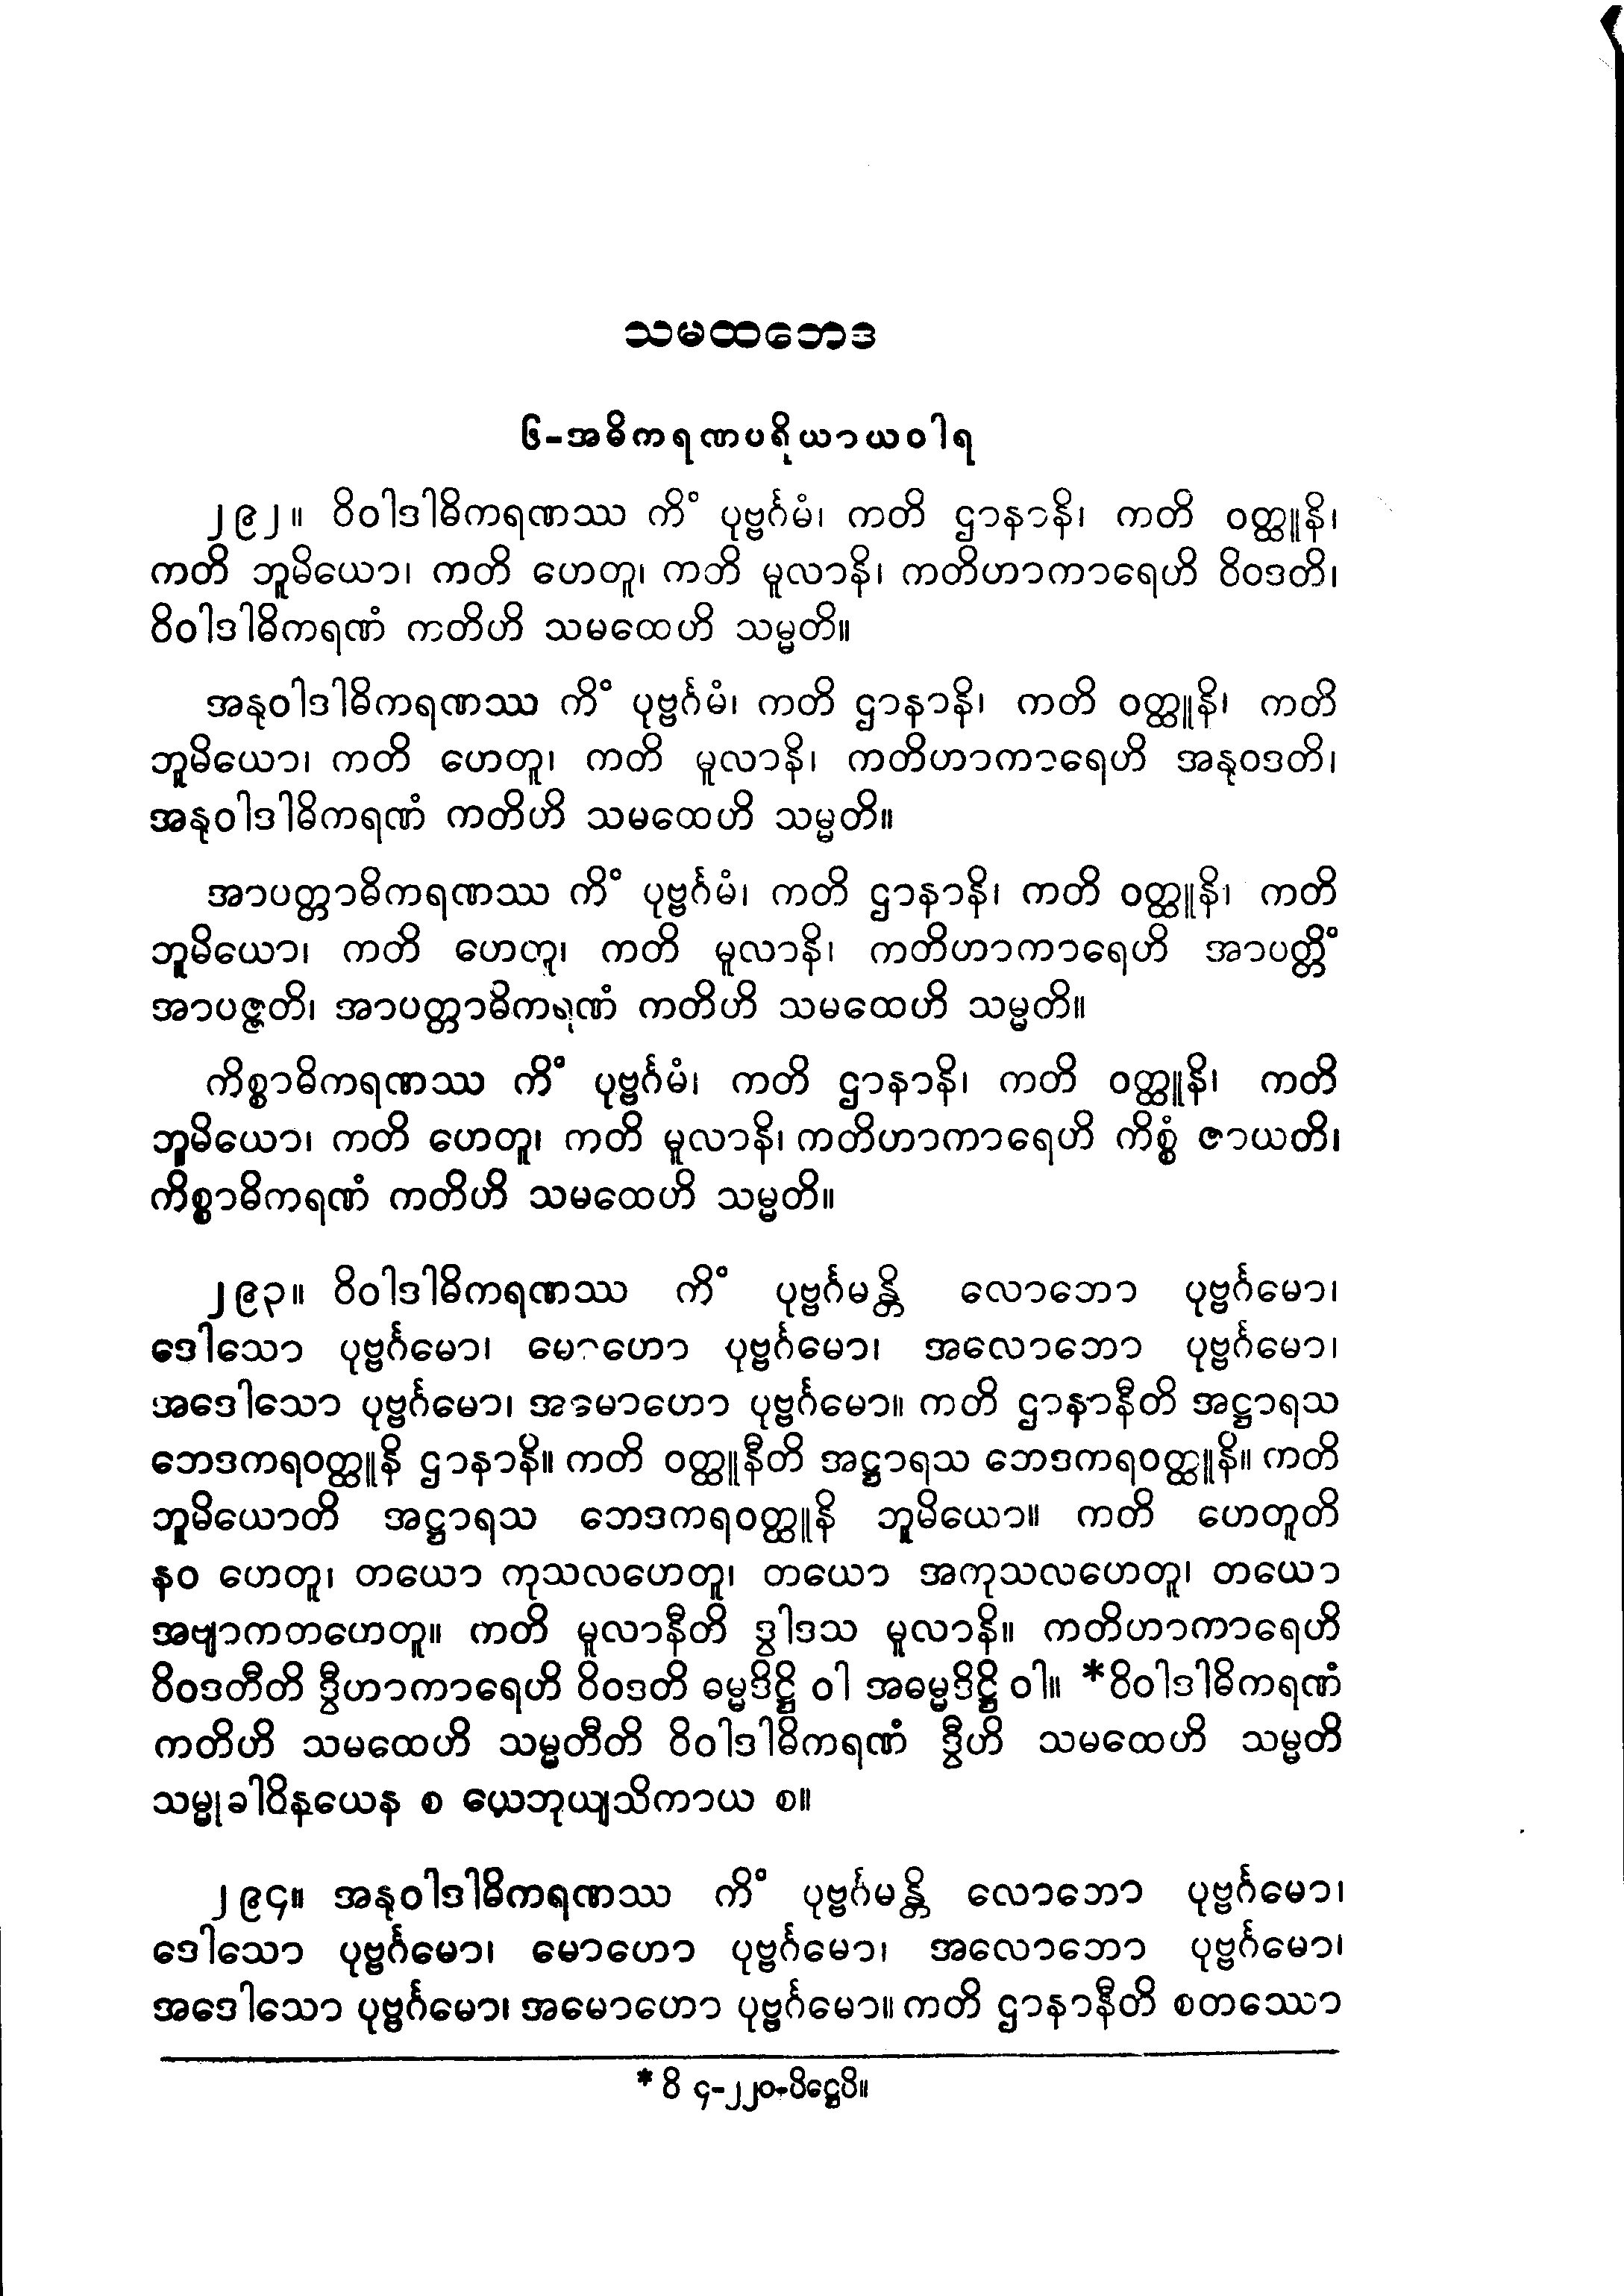 သမထဘေဒ
၆-အဓိကရဏပရိယာယဝါရ
၂၉၂။ ဝိဝါဒါဓိကရဏဿ ကိံ ပုဗ္ဗင်္ဂမံ၊ ကတိ ဌာနာနိ၊ ကတိ ဝတ္ထူနိ၊
ကတိ ဘူမိယော၊ ကတိ ဟေတူ၊ ကတိ မူလာနိ၊ ကတိဟာကာရေဟိ ဝိဝဒတိ၊
ဝိဝါဒါဓိကရဏံ ကတိဟိ သမထေဟိ သမ္မတိ။
အနုဝါဒါဓိကရဏဿ ကိံ ပုဗ္ဗင်္ဂမံ၊ ကတိ ဌာနာနိ၊ ကတိ ဝတ္ထူနိ၊ ကတိ
ဘူမိယော၊ ကတိ ဟေတူ၊ ကတိ မူလာနိ၊ ကတိဟာကာရေဟိ အနုဝဒတိ၊
အနုဝါဒါဓိကရဏံ ကတိဟိ သမထေဟိ သမ္မတိ။
အာပတ္တာဓိကရဏဿ ကိံ ပုဗ္ဗင်္ဂမံ၊ ကတိ ဌာနာနိ၊ ကတိ ဝတ္ထူနိ၊ ကတိ
ဘူမိယော၊ ကတိ ဟေတူ၊ ကတိ မူလာနိ၊ ကတိဟာကာရေဟိ အာပတ္တိံ
အာပဇ္ဇတိ၊ အာပတ္တာဓိကရဏံ ကတိဟိ သမထေဟိ သမ္မတိ။
ကိစ္စာဓိကရဏဿ ကိံ ပုဗ္ဗင်္ဂမံ၊ ကတိ ဌာနာနိ၊ ကတိ ဝတ္ထူနိ၊ ကတိ
ဘူမိယော၊ ကတိ ဟေတူ၊ ကတိ မူလာနိ၊ ကတိဟာကာရေဟိ ကိစ္စံ ဇာယတိ၊
ကိစ္စာဓိကရဏံ ကတိဟိ သမထေဟိ သမ္မတိ။
၂၉၃။ ဝိဝါဒါဓိကရဏဿ ကိံ ပုဗ္ဗင်္ဂမန္တိ လောဘော ပုဗ္ဗင်္ဂမော၊
ဒေါသော ပုဗ္ဗင်္ဂမော၊ မောဟော ပုဗ္ဗင်္ဂမော၊ အလောဘော ပုဗ္ဗင်္ဂမော၊
အဒေါသော ပုဗ္ဗင်္ဂမော၊ အမောဟော ပုဗ္ဗင်္ဂမော။ ကတိ ဌာနာနီတိ အဋ္ဌာရသ
ဘေဒကရဝတ္ထူနိ ဌာနာနိ။ ကတိ ဝတ္ထူနီတိ အဋ္ဌာရသ ဘေဒကရဝတ္ထူနိ။ ကတိ
ဘူမိယောတိ အဋ္ဌာရသ ဘေဒကရဝတ္ထူနိ ဘူမိယော။ ကတိ ဟေတူတိ
နဝ ဟေတူ၊ တယော ကုသလဟေတူ၊ တယော အကုသလဟေတူ၊ တယော
အဗျာကတဟေတူ။ ကတိ မူလာနီတိ ဒွါဒသ မူလာနိ။ ကတိဟာကာရေဟိ
ဝိဝဒတီတိ ဒွီဟာကာရေဟိ ဝိဝဒတိ ဓမ္မဒိဋ္ဌိ ဝါ အဓမ္မဒိဋ္ဌိ ဝါ။ *ဝိဝါဒါဓိကရဏံ
ကတိဟိ သမထေဟိ သမ္မတီတိ ဝိဝါဒါဓိကရဏံ ဒွီဟိ သမထေဟိ သမ္မတိ
သမ္မုခါဝိနယေန စ ယေဘုယျသိကာယ စ။
၂၉၄။ အနုဝါဒါဓိကရဏဿ ကိံ ပုဗ္ဗင်္ဂမန္တိ လောဘော ပုဗ္ဗင်္ဂမော၊
ဒေါသော ပုဗ္ဗင်္ဂမော၊ မောဟော ပုဗ္ဗင်္ဂမော၊ အလောဘော ပုဗ္ဗင်္ဂမော၊
အဒေါသော ပုဗ္ဗင်္ဂမော၊ အမောဟော ပုဗ္ဗင်္ဂမော။ ကတိ ဌာနာနီတိ စတဿော
* ဝိ ၄-၂၂၀-ပိဋ္ဌေပိ။